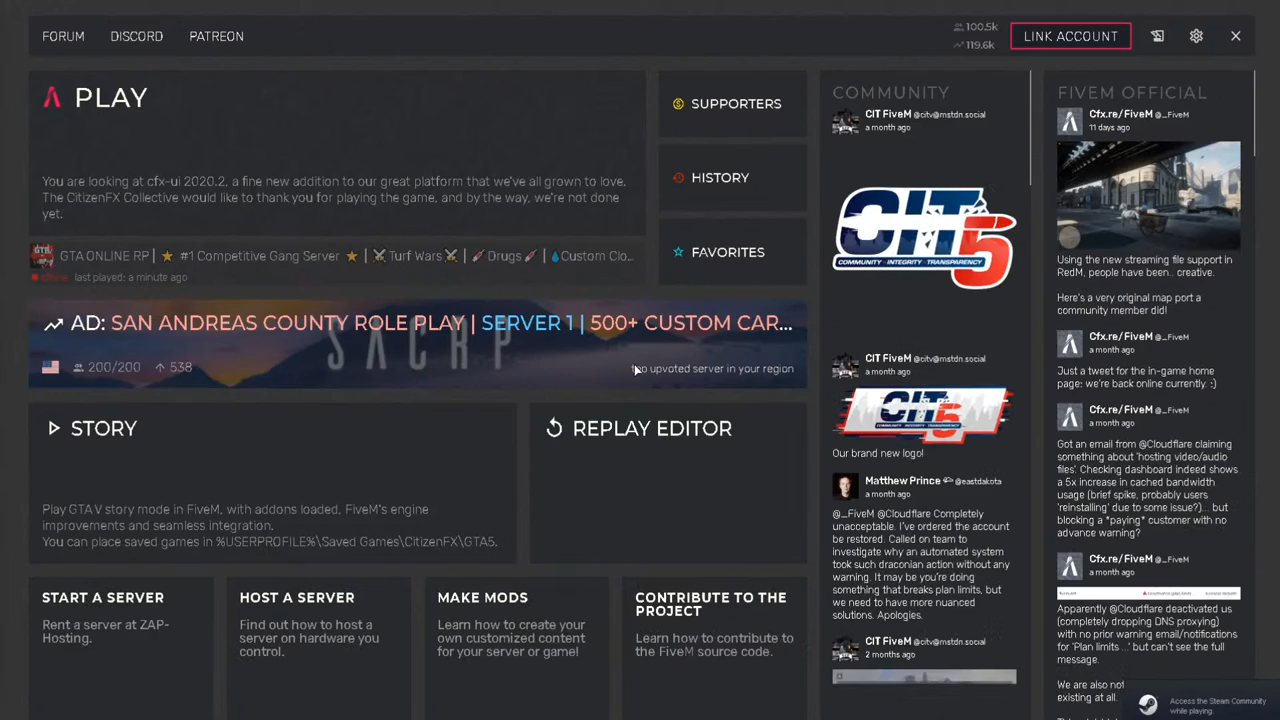 FORUM
DISCORD
PATREON
100.5k
119.6k
LINK ACCOUNT
PLAY
You are looking at cfx-ui 2020.2, a fine new addition to our great platform that we've all grown to love.
The CitizenFX Collective would like to thank you for playing the game, and by the way, we're not done
yet.
GTA ONLINE RP | ★ #1 Competitive Gang Server ★ | ⚔Turf Wars⚔ | 💉Drugs💉 | 💧Custom Clo...
last played: a minute ago
SUPPORTERS
HISTORY
FAVORITES
AD: SAN ANDREAS COUNTY ROLE PLAY | SERVER 1 | 500+ CUSTOM CAR...
SACRP
200/200
538
top upvoted server in your region
STORY
Play GTA V story mode in FiveM, with addons loaded, FiveM's engine
improvements and seamless integration.
You can place saved games in %USERPROFILE%\Saved Games\CitizenFX\GTA5.
REPLAY EDITOR
START A SERVER
Rent a server at ZAP-
Hosting.
HOST A SERVER
Find out how to host a
server on hardware you
control.
MAKE MODS
Learn how to create your
own customized content
for your server or game!
CONTRIBUTE TO THE
PROJECT
Learn how to contribute to
the FiveM source code.
COMMUNITY
CIT FiveM @citv@mstdn.social
a month ago
CIT5
COMMUNITY · INTEGRITY · TRANSPARENCY
CIT FiveM @citv@mstdn.social
a month ago
CIT5
COMMUNITY · INTEGRITY · TRANSPARENCY
Our brand new logo!
Matthew Prince @eastdakota
a month ago
@_FiveM @Cloudflare Completely
unacceptable. I've ordered the account
be restored. Called on team to
investigate why an automated system
took such draconian action without any
warning. It may be you're doing
something that breaks plan limits, but
we need to have more nuanced
solutions. Apologies.
CIT FiveM @citv@mstdn.social
2 months ago
FIVEM OFFICIAL
Cfx.re/FiveM @_FiveM
11 days ago
Using the new streaming file support in
RedM, people have been.. creative.
Here's a very original map port a
community member did!
Cfx.re/FiveM @_FiveM
a month ago
Just a tweet for the in-game home
page: we're back online currently. :)
Cfx.re/FiveM @_FiveM
a month ago
Got an email from @Cloudflare claiming
something about 'hosting video/audio
files'. Checking dashboard indeed shows
a 5x increase in cached bandwidth
usage (brief spike, probably users
'reinstalling' due to some issue?)... but
blocking a *paying* customer with no
advance warning?
Cfx.re/FiveM @_FiveM
a month ago
Apparently @Cloudflare deactivated us
(completely dropping DNS proxying)
with no prior warning email/notifications
for 'Plan limits ...' but can't see the full
message.
We are also not
existing at all.
Access the Steam Community
while playing.